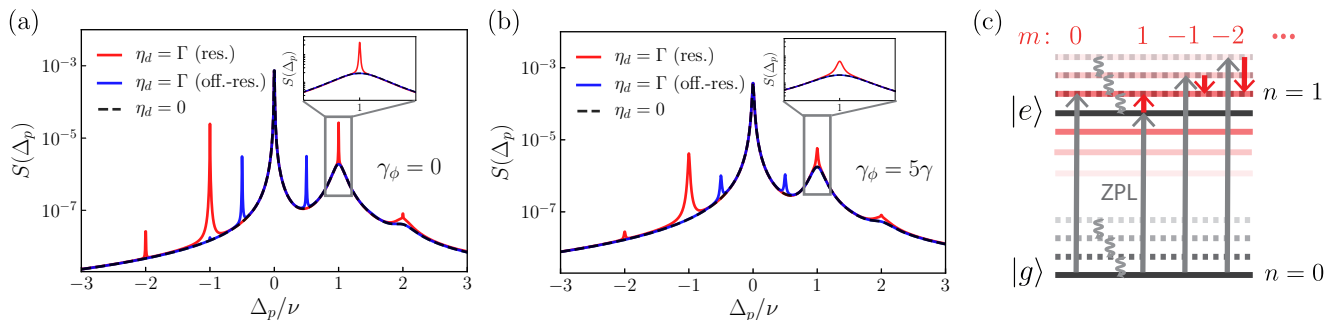 (a)
S(Δ_p)
10⁻³
10⁻⁵
10⁻⁷
η_d = Γ (res.)
η_d = Γ (off.-res.)
η_d = 0
S(Δ_p)
1
γ_ϕ = 0
−3 −2 −1 0 1 2 3
Δ_p/ν
(b)
S(Δ_p)
10⁻³
10⁻⁵
10⁻⁷
η_d = Γ (res.)
η_d = Γ (off.-res.)
η_d = 0
S(Δ_p)
1
γ_ϕ = 5γ
−3 −2 −1 0 1 2 3
Δ_p/ν
(c)
m: 0 1 −1 −2 ···
n = 1
|e⟩
ZPL
|g⟩
n = 0